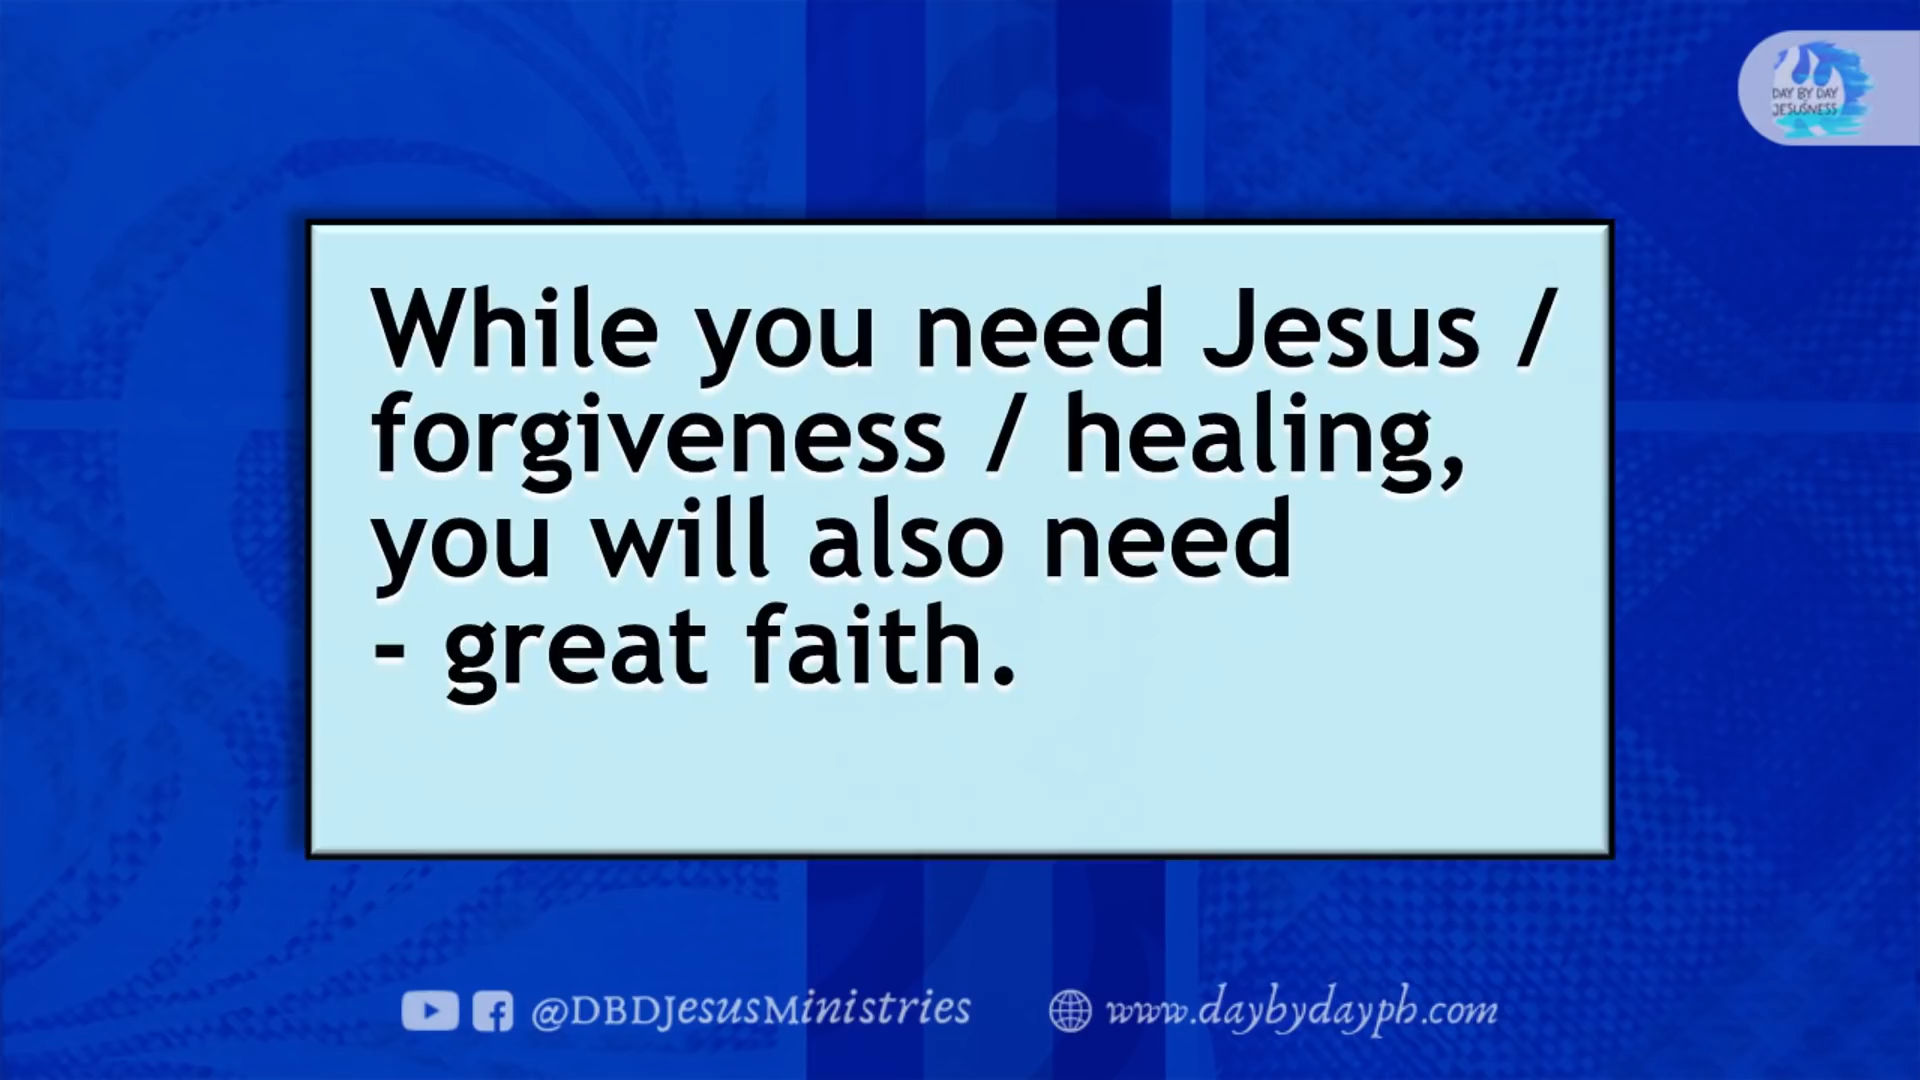 DAY BY DAY
JESUSNESS
While you need Jesus /
forgiveness / healing,
you will also need
- great faith.
@DBDJesusMinistries
www.daybydayph.com